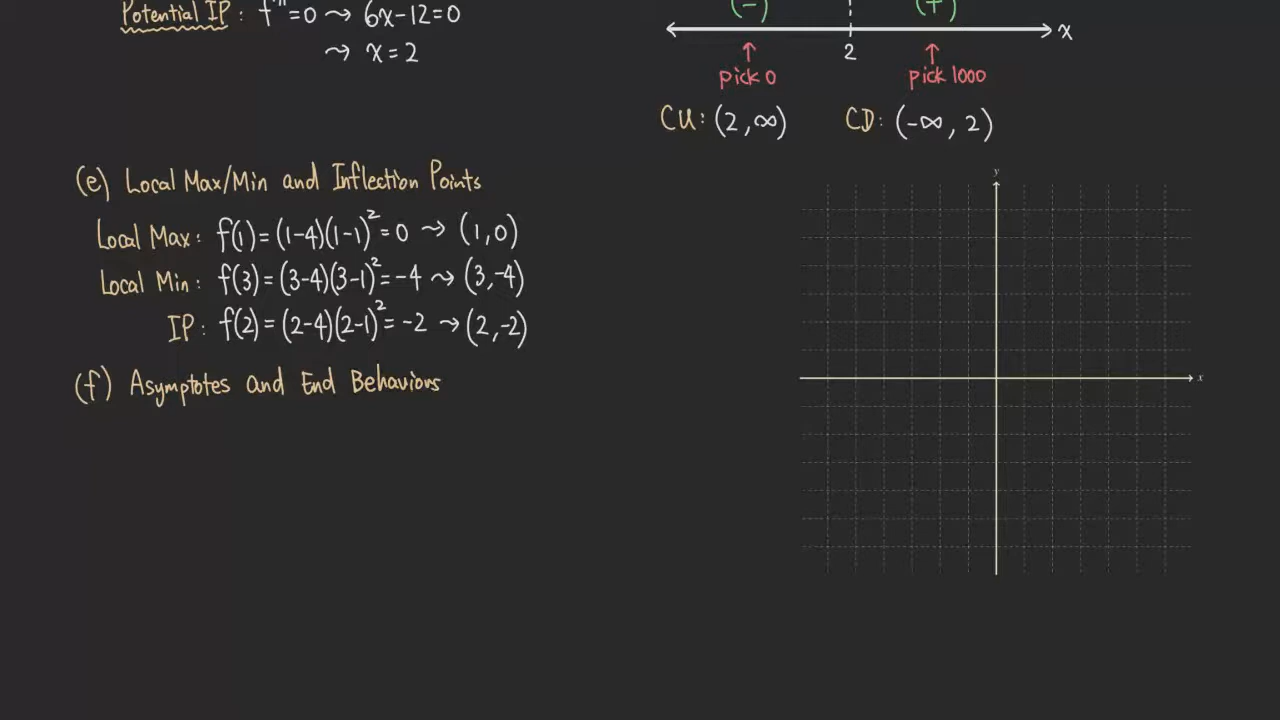 Potential IP: f''=0 ⇝ 6x-12=0
⇝ x=2
(-) (+)
x
2
↑ ↑
pick 0 pick 1000
CU: (2,∞) CD: (-∞, 2)
(e) Local Max/Min and Inflection Points
Local Max: f(1)=(1-4)(1-1)²=0 ⇝ (1,0)
Local Min: f(3)=(3-4)(3-1)²=-4 ⇝ (3,-4)
IP: f(2)=(2-4)(2-1)²=-2 ⇝ (2,-2)
(f) Asymptotes and End Behaviors
y
x